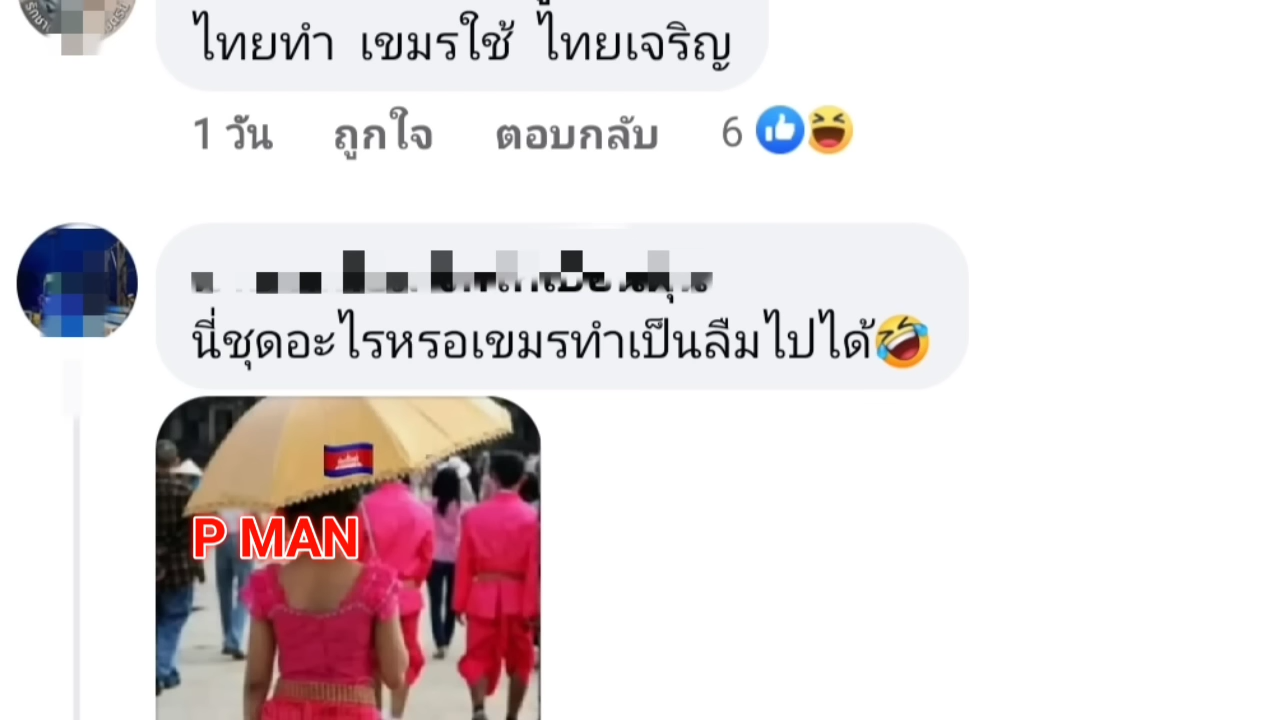 ไทยทำ เขมรใช้ ไทยเจริญ
1 วัน ถูกใจ ตอบกลับ 6
นี่ชุดอะไรหรอเขมรทำเป็นลืมไปได้🤣
P MAN